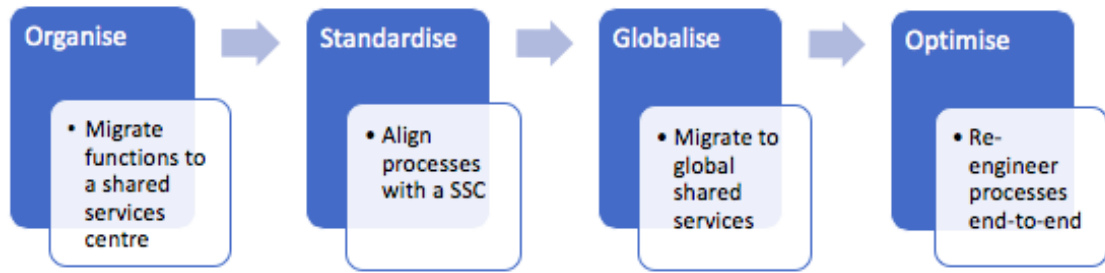 Organise
• Migrate
functions to
a shared
services
centre
Standardise
• Align
processes
with a SSC
Globalise
• Migrate to
global
shared
services
Optimise
• Re-
engineer
processes
end-to-end